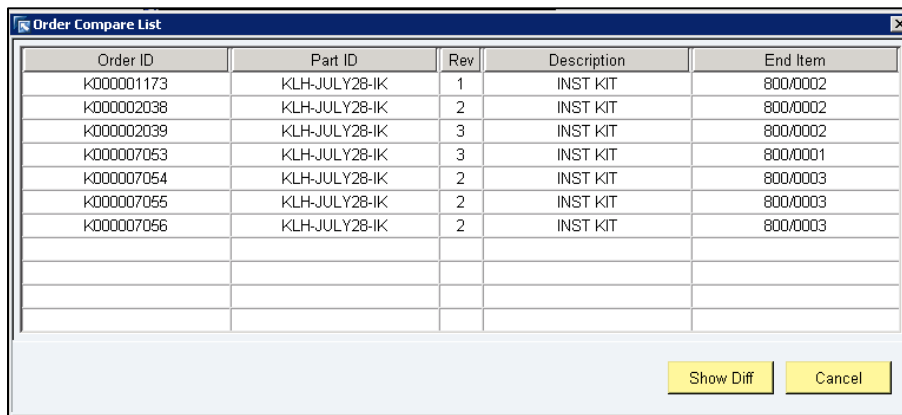 Order Compare List
Order ID Part ID Rev Description End Item
K000001173 KLH-JULY28-IK 1 INST KIT 800/0002
K000002038 KLH-JULY28-IK 2 INST KIT 800/0002
K000002039 KLH-JULY28-IK 3 INST KIT 800/0002
K000007053 KLH-JULY28-IK 3 INST KIT 800/0001
K000007054 KLH-JULY28-IK 2 INST KIT 800/0003
K000007055 KLH-JULY28-IK 2 INST KIT 800/0003
K000007056 KLH-JULY28-IK 2 INST KIT 800/0003
Show Diff Cancel